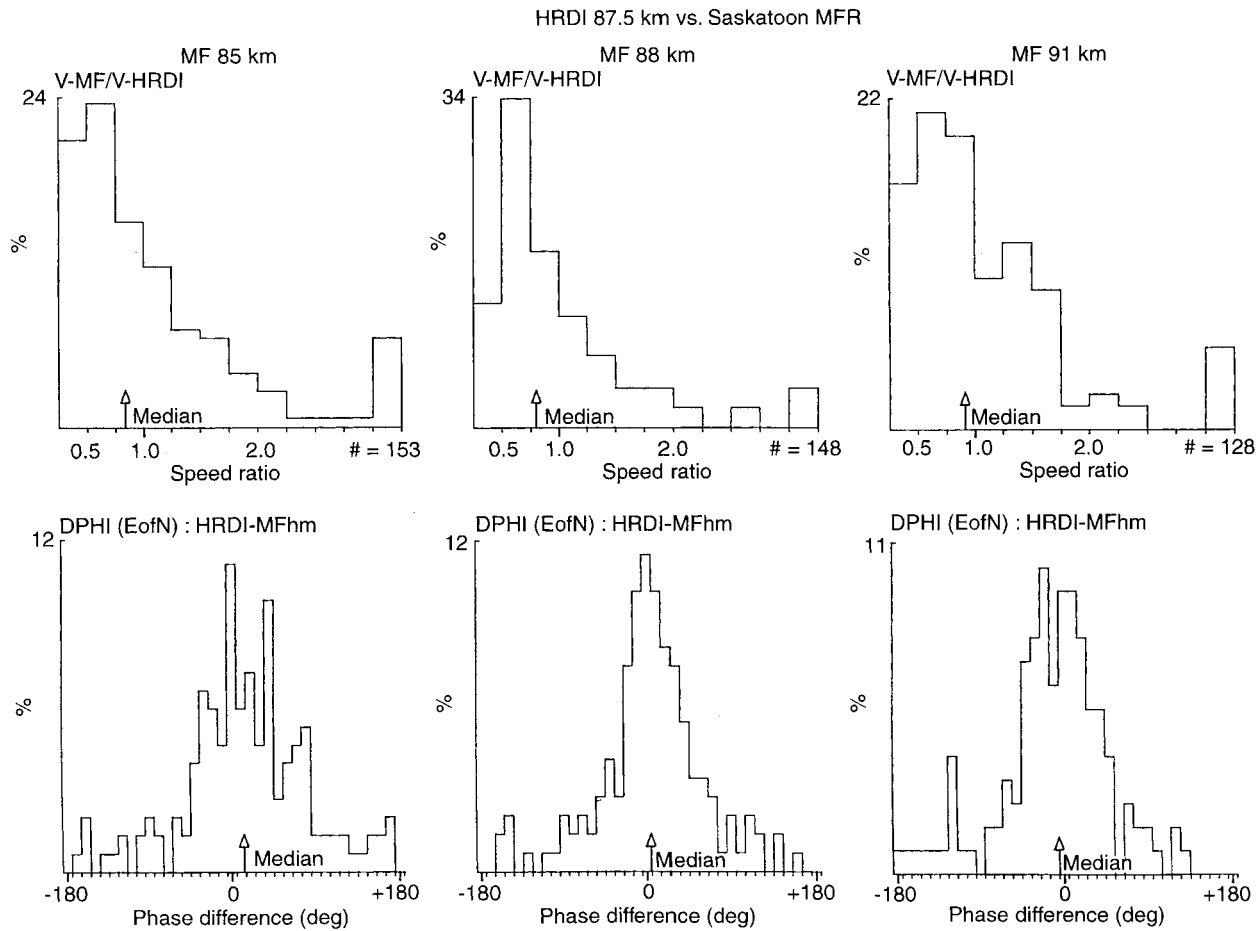 HRDI 87.5 km vs. Saskatoon MFR
MF 85 km
V-MF/V-HRDI
24
%
Median
0.5 1.0 2.0 # = 153
Speed ratio
MF 88 km
V-MF/V-HRDI
34
%
Median
0.5 1.0 2.0 # = 148
Speed ratio
MF 91 km
V-MF/V-HRDI
22
%
Median
0.5 1.0 2.0 # = 128
Speed ratio
DPHI (EofN) : HRDI-MFhm
12
%
Median
-180 0 +180
Phase difference (deg)
DPHI (EofN) : HRDI-MFhm
12
%
Median
-180 0 +180
Phase difference (deg)
DPHI (EofN) : HRDI-MFhm
11
%
Median
-180 0 +180
Phase difference (deg)